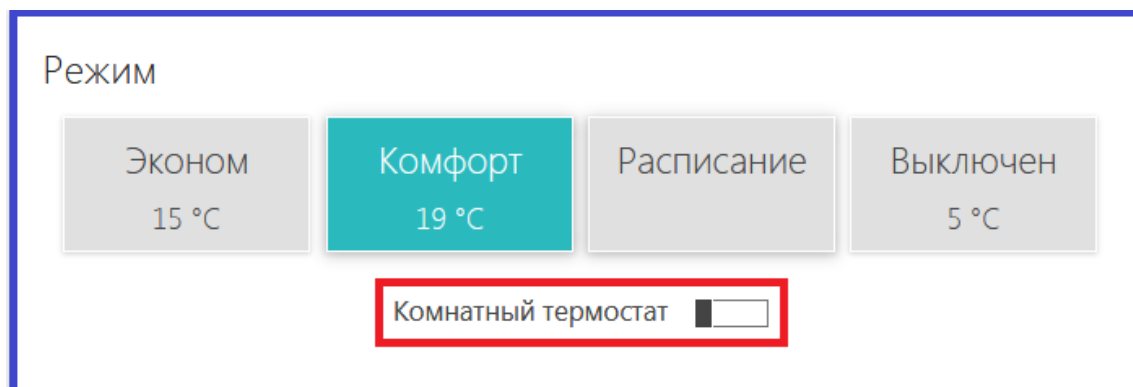 Режим
Эконом Комфорт Расписание Выключен
15 °C 19 °C 5 °C
Комнатный термостат